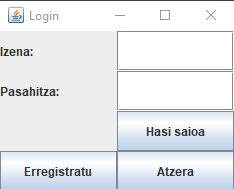 Login
Izena:
Pasahitza:
Hasi saioa
Erregistratu
Atzera